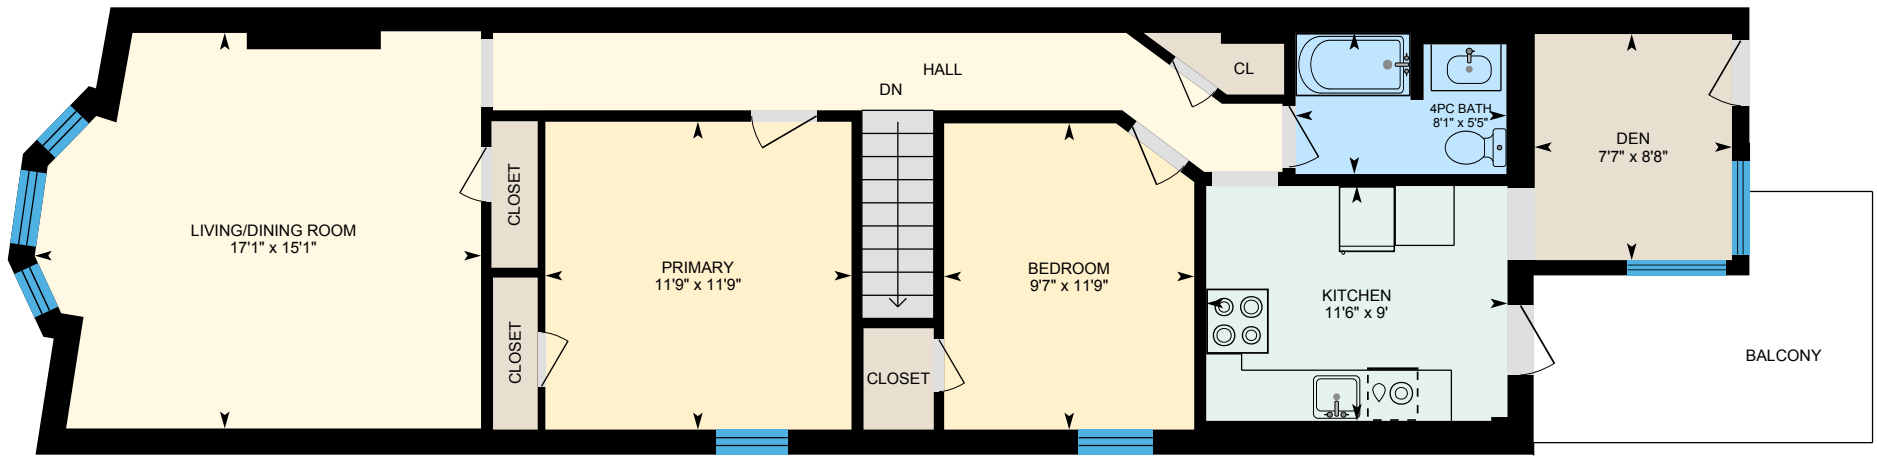 HALL
CL
DN
4PC BATH
8'1" x 5'5"
DEN
7'7" x 8'8"
CLOSET
LIVING/DINING ROOM
17'1" x 15'1"
PRIMARY
11'9" x 11'9"
BEDROOM
9'7" x 11'9"
KITCHEN
11'6" x 9'
CLOSET
CLOSET
BALCONY